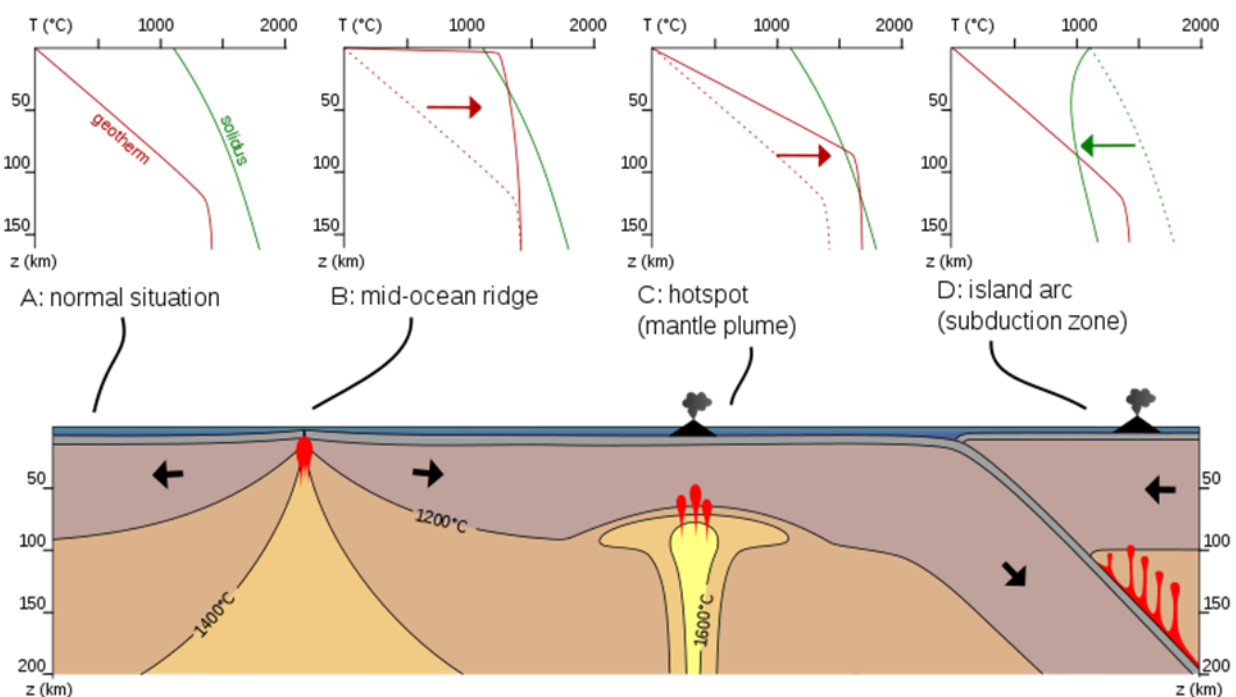 T (°C) 1000 2000
T (°C) 1000 2000
T (°C) 1000 2000
T (°C) 1000 2000
50
100
150
z (km)
geotherm
solidus
50
100
150
z (km)
50
100
150
z (km)
50
100
150
z (km)
A: normal situation
B: mid-ocean ridge
C: hotspot
(mantle plume)
D: island arc
(subduction zone)
50
100
150
200
z (km)
1200°C
1400°C
1600°C
50
100
150
200
z (km)